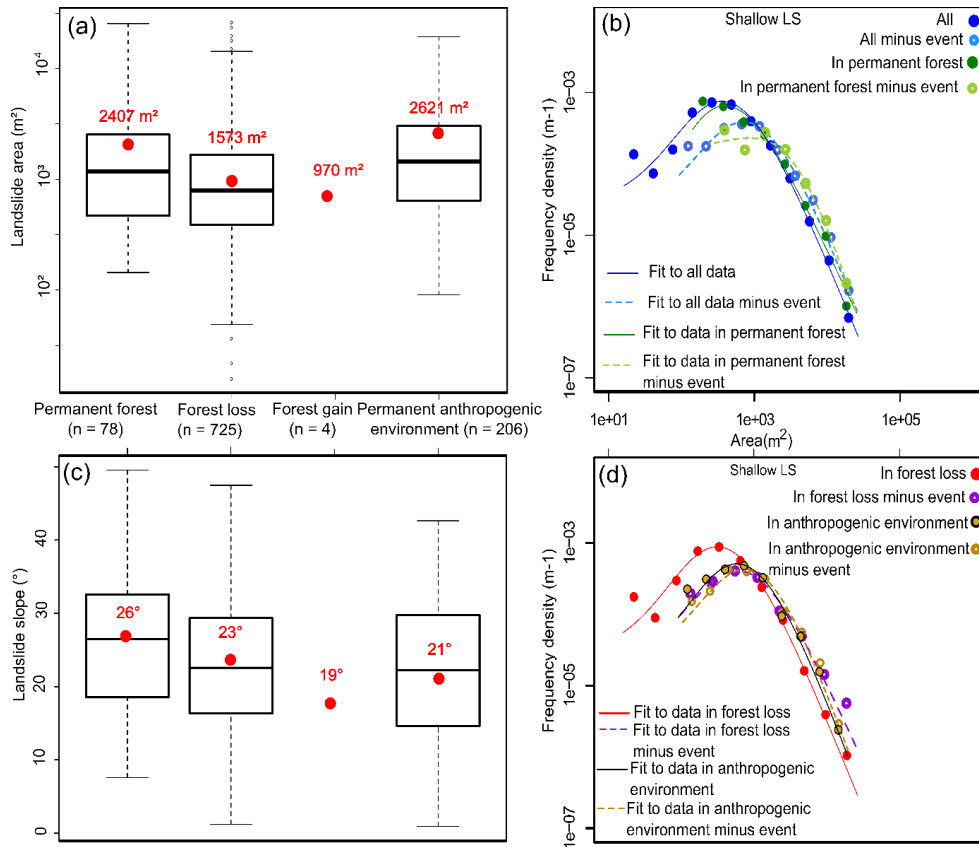 (a)
Landslide area (m²)
10⁴
10³
10²
2407 m²
1573 m²
970 m²
2621 m²
Permanent forest
(n = 78)
Forest loss
(n = 725)
Forest gain
(n = 4)
Permanent anthropogenic
environment (n = 206)
(b)
Shallow LS
All
All minus event
In permanent forest
In permanent forest minus event
Frequency density (m-1)
1e−03
1e−05
1e−07
Fit to all data
Fit to all data minus event
Fit to data in permanent forest
Fit to data in permanent forest
minus event
1e+01
1e+03
1e+05
Area(m²)
(c)
Landslide slope (°)
40
30
20
10
0
26°
23°
19°
21°
(d)
Shallow LS
In forest loss
In forest loss minus event
In anthropogenic environment
In anthropogenic environment
minus event
Frequency density (m-1)
1e−03
1e−05
1e−07
Fit to data in forest loss
Fit to data in forest loss
minus event
Fit to data in anthropogenic
environment
Fit to data in anthropogenic
environment minus event